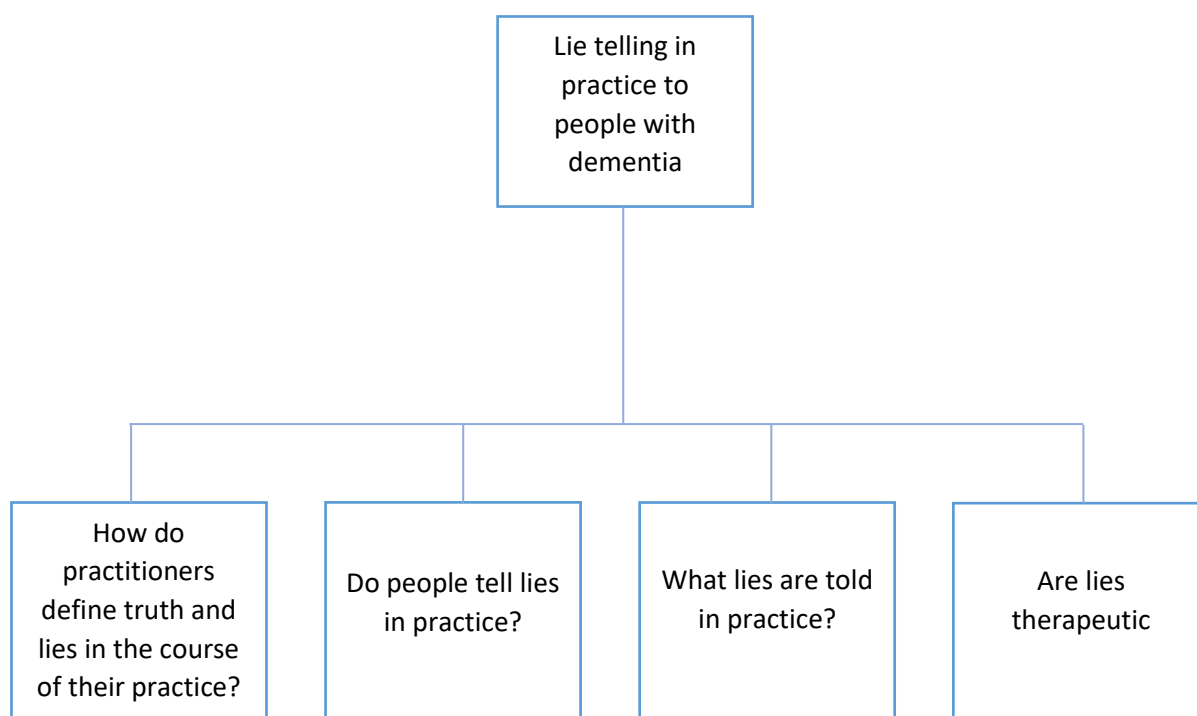 Lie telling in
practice to
people with
dementia
How do
practitioners
define truth and
lies in the course
of their practice?
Do people tell lies
in practice?
What lies are told
in practice?
Are lies
therapeutic